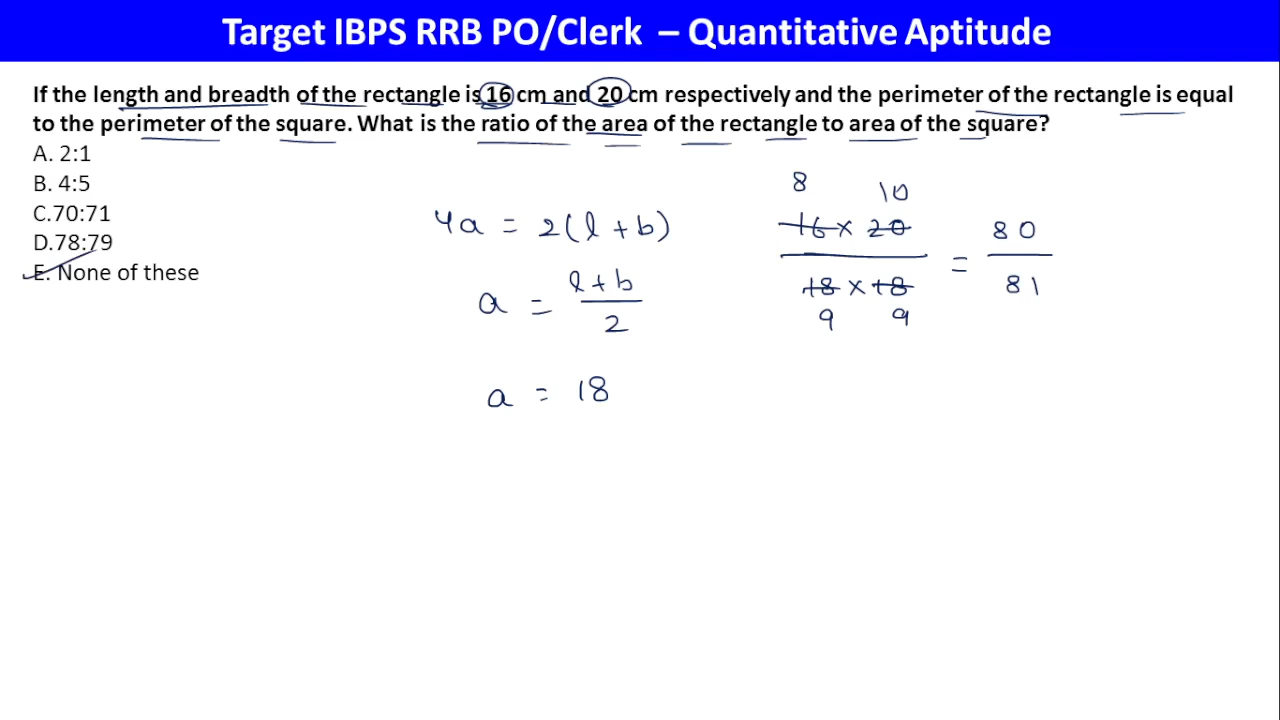 Target IBPS RRB PO/Clerk – Quantitative Aptitude
If the length and breadth of the rectangle is 16 cm and 20 cm respectively and the perimeter of the rectangle is equal
to the perimeter of the square. What is the ratio of the area of the rectangle to area of the square?
A. 2:1
B. 4:5
C.70:71
D.78:79
E. None of these
4a = 2(l + b)
a = l + b
2
a = 18
8 10
16 x 20
18 x 18
9 9
= 80
81